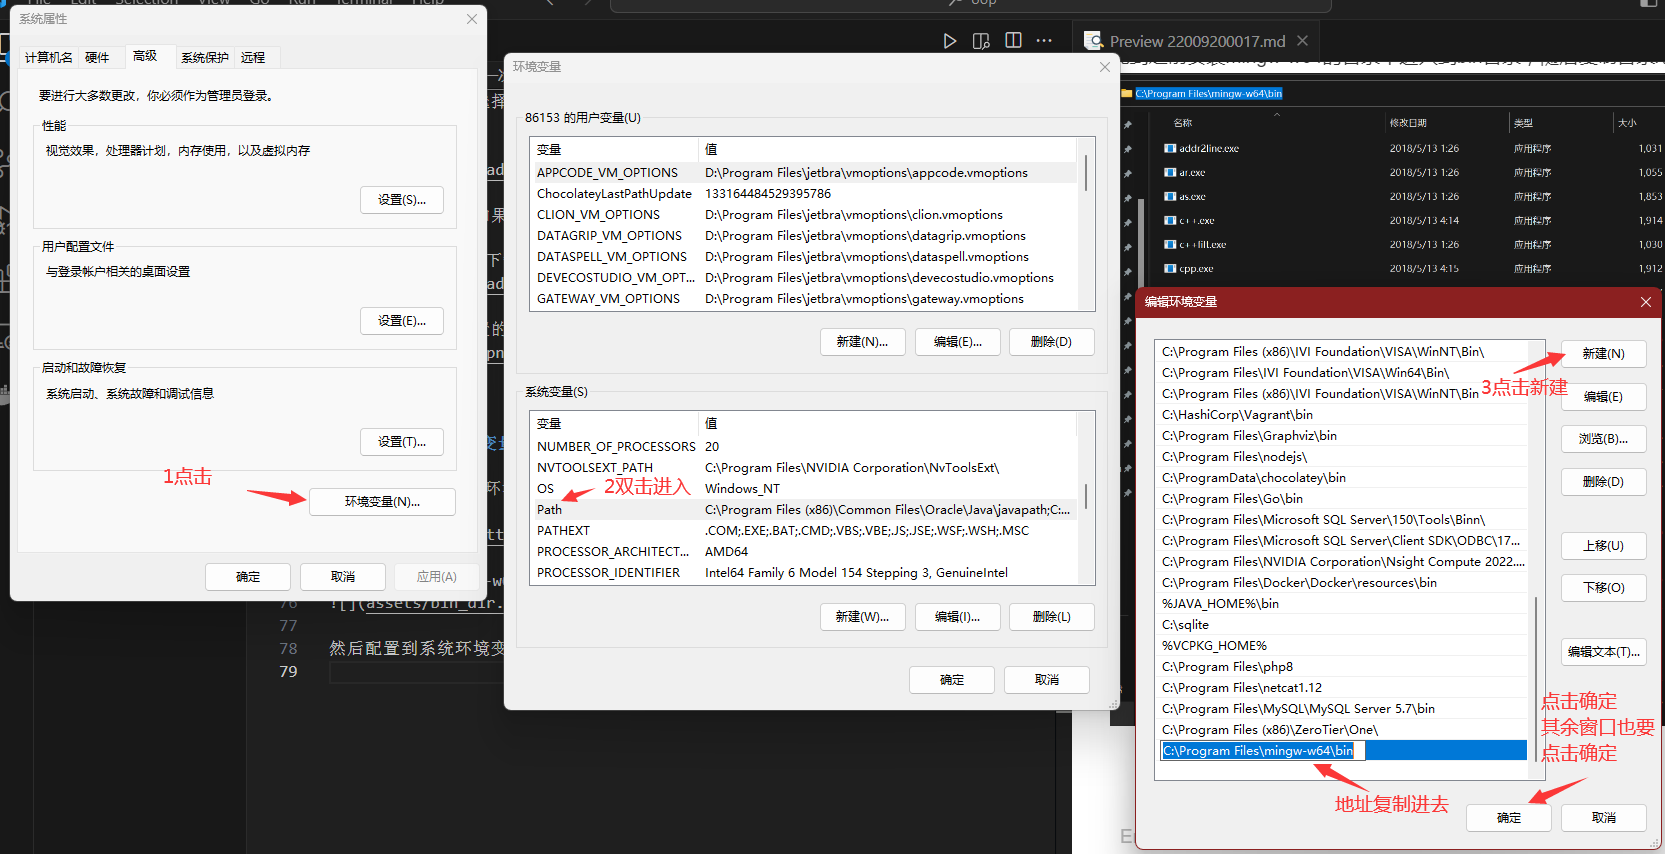 File Edit Selection View Go Run Terminal Help
oop
系统属性
计算机名 硬件 高级 系统保护 远程
要进行大多数更改，你必须作为管理员登录。
性能
视觉效果，处理器计划，内存使用，以及虚拟内存
设置(S)...
用户配置文件
与登录帐户相关的桌面设置
设置(E)...
启动和故障恢复
系统启动、系统故障和调试信息
设置(T)...
1点击
环境变量(N)...
确定 取消 应用(A)
76
![](assets/bin_dir.
77
78 然后配置到系统环境变
79
环境变量
86153 的用户变量(U)
变量 值
APPCODE_VM_OPTIONS D:\Program Files\jetbra\vmoptions\appcode.vmoptions
ChocolateyLastPathUpdate 133164484529395786
CLION_VM_OPTIONS D:\Program Files\jetbra\vmoptions\clion.vmoptions
DATAGRIP_VM_OPTIONS D:\Program Files\jetbra\vmoptions\datagrip.vmoptions
DATASPELL_VM_OPTIONS D:\Program Files\jetbra\vmoptions\dataspell.vmoptions
DEVECOSTUDIO_VM_OPT... D:\Program Files\jetbra\vmoptions\devecostudio.vmoptions
GATEWAY_VM_OPTIONS D:\Program Files\jetbra\vmoptions\gateway.vmoptions
新建(N)... 编辑(E)... 删除(D)
系统变量(S)
变量 值
NUMBER_OF_PROCESSORS 20
NVTOOLSEXT_PATH C:\Program Files\NVIDIA Corporation\NvToolsExt\
OS Windows_NT
2双击进入
Path C:\Program Files (x86)\Common Files\Oracle\Java\javapath;C:...
PATHEXT .COM;.EXE;.BAT;.CMD;.VBS;.VBE;.JS;.JSE;.WSF;.WSH;.MSC
PROCESSOR_ARCHITECT... AMD64
PROCESSOR_IDENTIFIER Intel64 Family 6 Model 154 Stepping 3, GenuineIntel
新建(W)... 编辑(I)... 删除(L)
确定 取消
Preview 22009200017.md
C:\Program Files\mingw-w64\bin
名称 修改日期 类型 大小
addr2line.exe 2018/5/13 1:26 应用程序 1,031
ar.exe 2018/5/13 1:26 应用程序 1,055
as.exe 2018/5/13 1:26 应用程序 1,853
c++.exe 2018/5/13 4:14 应用程序 1,914
c++filt.exe 2018/5/13 1:26 应用程序 1,030
cpp.exe 2018/5/13 4:15 应用程序 1,912
编辑环境变量
C:\Program Files (x86)\IVI Foundation\VISA\WinNT\Bin\
C:\Program Files\IVI Foundation\VISA\Win64\Bin\
C:\Program Files (x86)\IVI Foundation\VISA\WinNT\Bin
C:\HashiCorp\Vagrant\bin
C:\Program Files\Graphviz\bin
C:\Program Files\nodejs\
C:\ProgramData\chocolatey\bin
C:\Program Files\Go\bin
C:\Program Files\Microsoft SQL Server\150\Tools\Binn\
C:\Program Files\Microsoft SQL Server\Client SDK\ODBC\17...
C:\Program Files\NVIDIA Corporation\Nsight Compute 2022....
C:\Program Files\Docker\Docker\resources\bin
%JAVA_HOME%\bin
C:\sqlite
%VCPKG_HOME%
C:\Program Files\php8
C:\Program Files\netcat1.12
C:\Program Files\MySQL\MySQL Server 5.7\bin
C:\Program Files (x86)\ZeroTier\One\
C:\Program Files\mingw-w64\bin
新建(N)
3点击新建
编辑(E)
浏览(B)...
删除(D)
上移(U)
下移(O)
编辑文本(T)...
点击确定
其余窗口也要
点击确定
地址复制进去
确定 取消